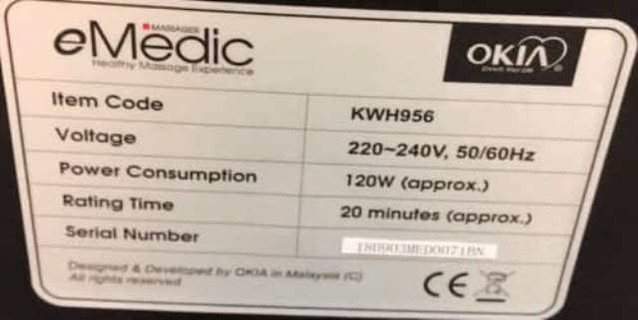 MASSAGER
eMedic
Healthy Massage Experience
OKIA
Item Code KWH956
Voltage 220~240V, 50/60Hz
Power Consumption 120W (approx.)
Rating Time 20 minutes (approx.)
Serial Number
Designed & Developed by OKIA in Malaysia (C)
All rights reserved
CE